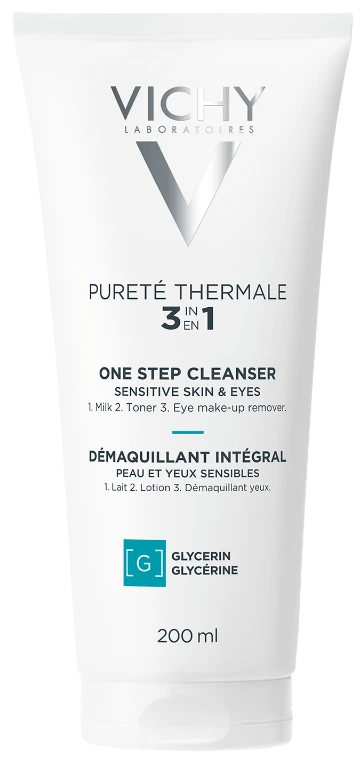 VICHY
LABORATOIRES
PURETÉ THERMALE
3 IN EN 1
ONE STEP CLEANSER
SENSITIVE SKIN & EYES
1. Milk 2. Toner 3. Eye make-up remover.
DÉMAQUILLANT INTÉGRAL
PEAU ET YEUX SENSIBLES
1. Lait 2. Lotion 3. Démaquillant yeux.
[G] GLYCERIN
GLYCÉRINE
200 ml